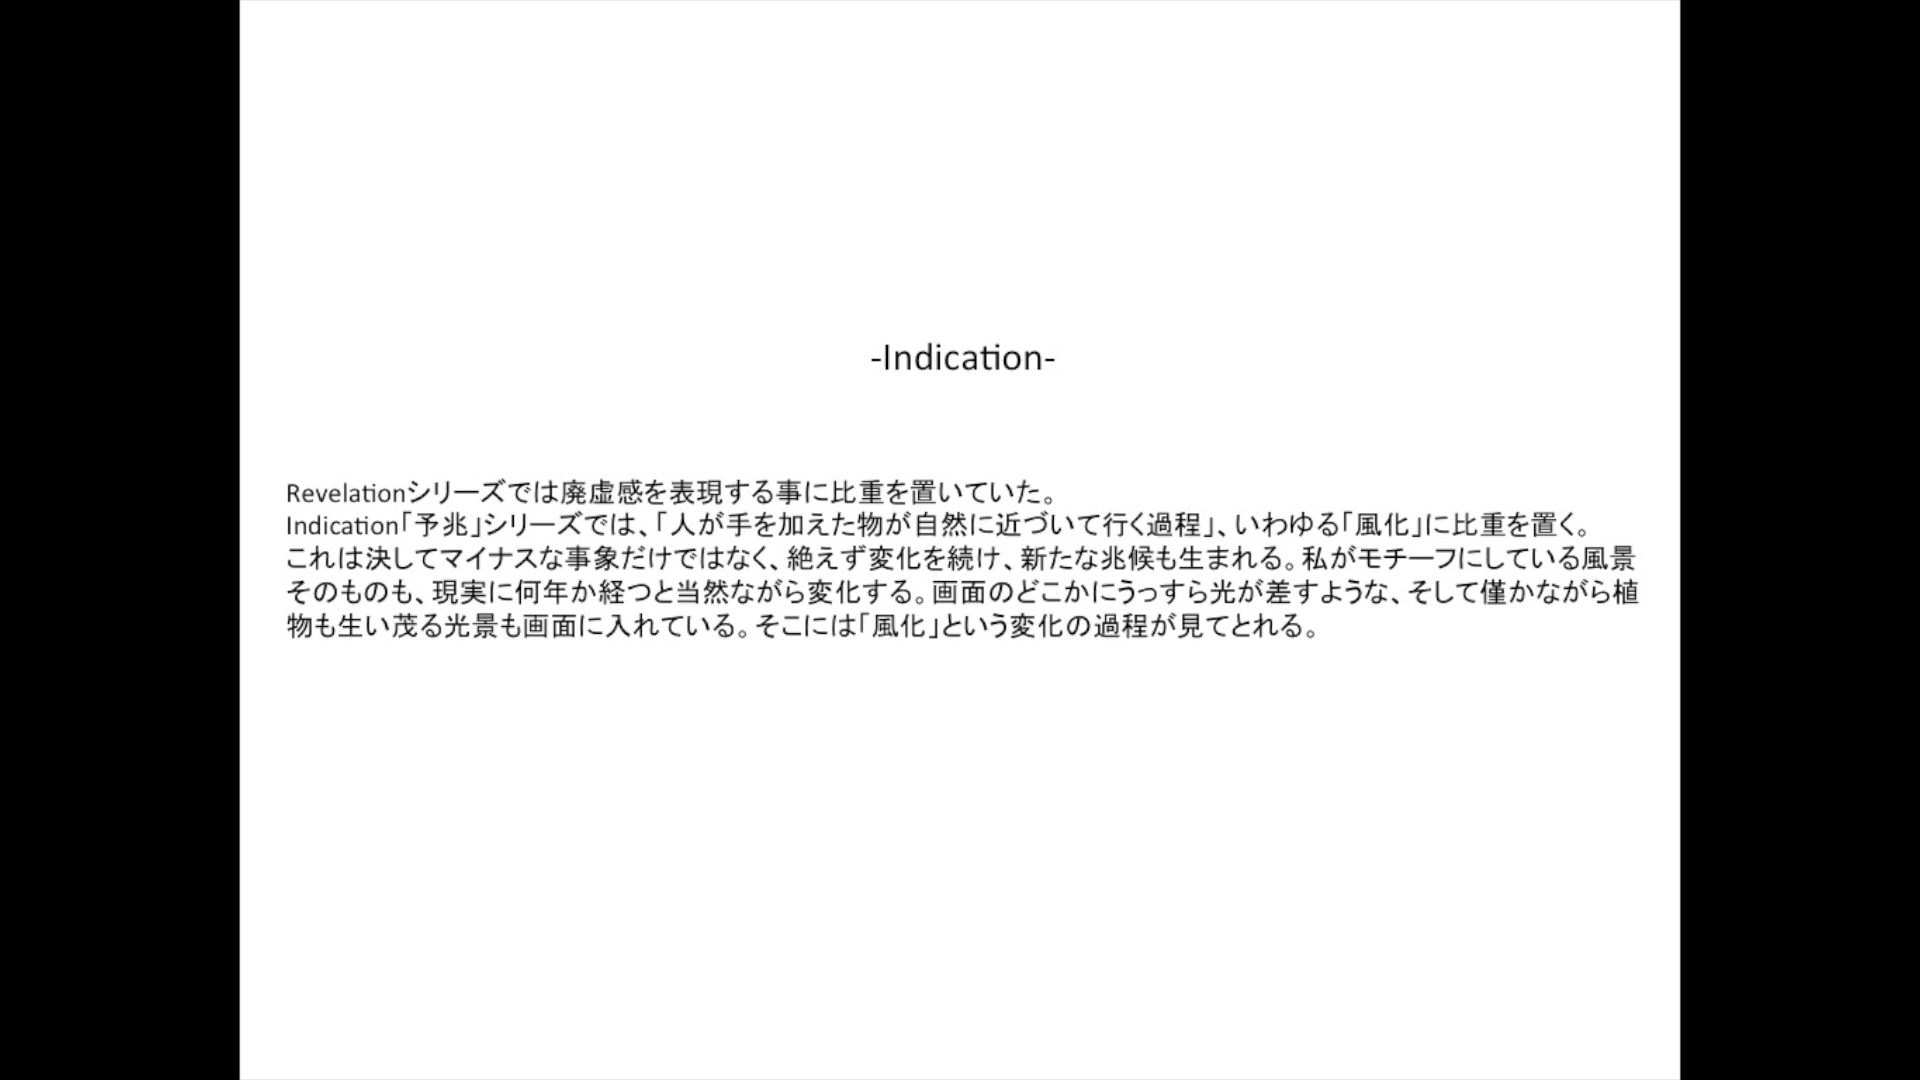 -Indication-
Revelationシリーズでは廃虚感を表現する事に比重を置いていた。
Indication「予兆」シリーズでは、「人が手を加えた物が自然に近づいて行く過程」、いわゆる「風化」に比重を置く。
これは決してマイナスな事象だけではなく、絶えず変化を続け、新たな兆候も生まれる。私がモチーフにしている風景
そのものも、現実に何年か経つと当然ながら変化する。画面のどこかにうっすら光が差すような、そして僅かながら植
物も生い茂る光景も画面に入れている。そこには「風化」という変化の過程が見てとれる。